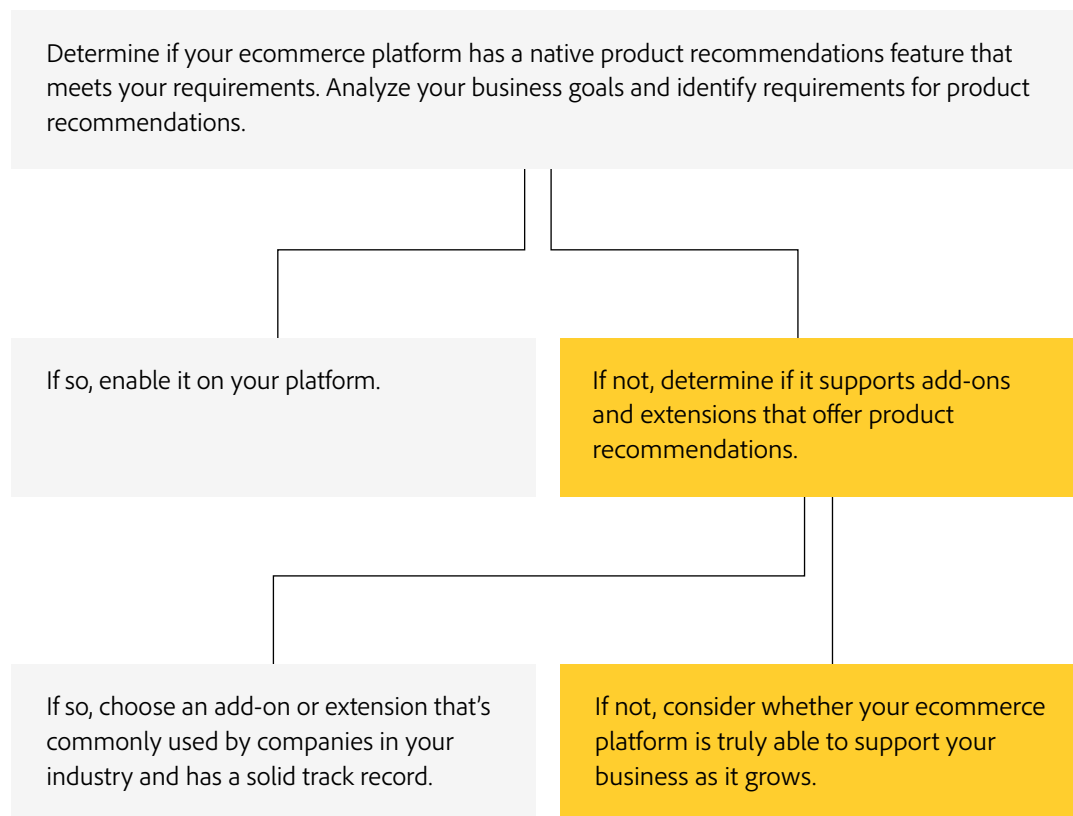 Determine if your ecommerce platform has a native product recommendations feature that
meets your requirements. Analyze your business goals and identify requirements for product
recommendations.
If so, enable it on your platform.
If not, determine if it supports add-ons
and extensions that offer product
recommendations.
If so, choose an add-on or extension that's
commonly used by companies in your
industry and has a solid track record.
If not, consider whether your ecommerce
platform is truly able to support your
business as it grows.